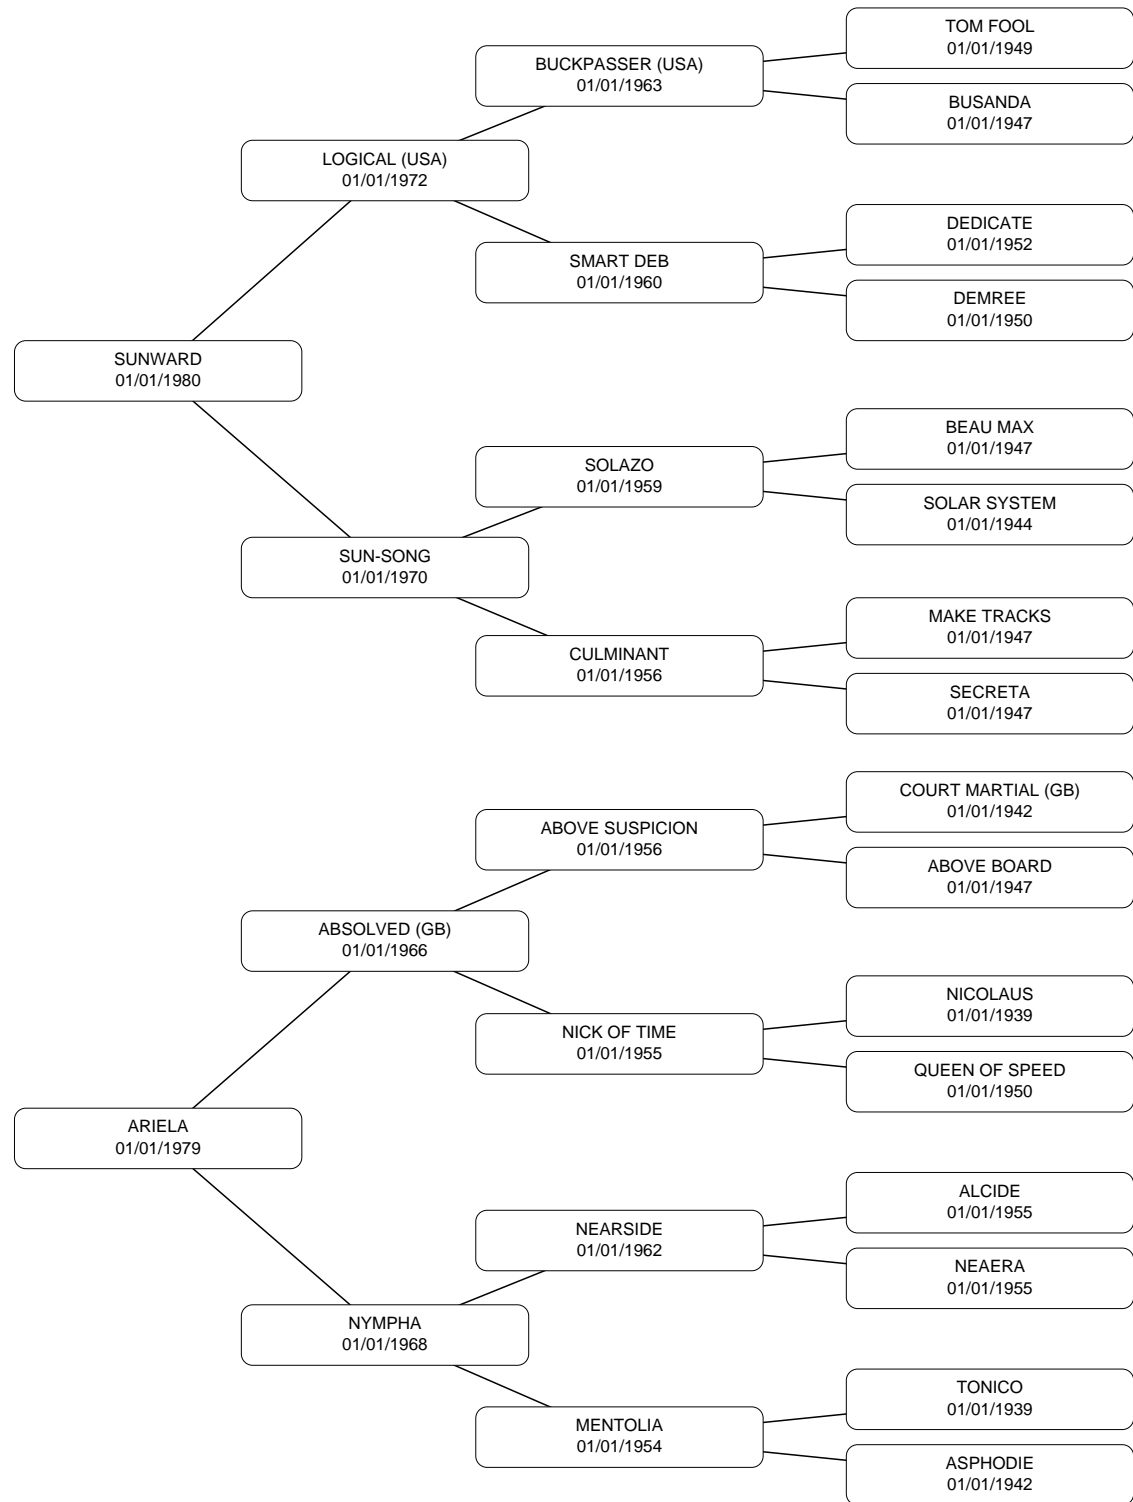 TOM FOOL
01/01/1949
BUCKPASSER (USA)
01/01/1963
BUSANDA
01/01/1947
LOGICAL (USA)
01/01/1972
DEDICATE
01/01/1952
SMART DEB
01/01/1960
DEMREE
01/01/1950
SUNWARD
01/01/1980
BEAU MAX
01/01/1947
SOLAZO
01/01/1959
SOLAR SYSTEM
01/01/1944
SUN-SONG
01/01/1970
MAKE TRACKS
01/01/1947
CULMINANT
01/01/1956
SECRETA
01/01/1947
COURT MARTIAL (GB)
01/01/1942
ABOVE SUSPICION
01/01/1956
ABOVE BOARD
01/01/1947
ABSOLVED (GB)
01/01/1966
NICOLAUS
01/01/1939
NICK OF TIME
01/01/1955
QUEEN OF SPEED
01/01/1950
ARIELA
01/01/1979
ALCIDE
01/01/1955
NEARSIDE
01/01/1962
NEAERA
01/01/1955
NYMPHA
01/01/1968
TONICO
01/01/1939
MENTOLIA
01/01/1954
ASPHODIE
01/01/1942